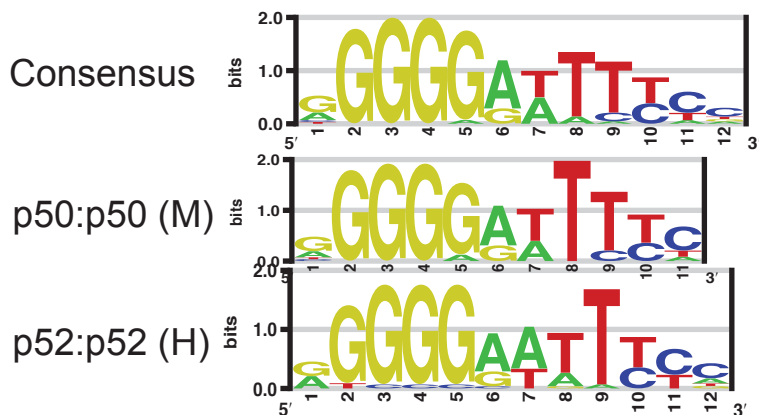 Consensus
bits
2.0
1.0
0.0
G A T
G
G
G
G A
A G
T A
T A
T C
T C
C T A
C T
1 2 3 4 5 6 7 8 9 10 11 12
5′ 3
p50:p50 (M)
bits
2.0
1.0
0.0
G A T C
G
G
G
G A
A G
T A
T
T C
T C
C T A
1 2 3 4 5 6 7 8 9 10 11
5′ 3′
p52:p52 (H)
bits
2.0
1.0
0.0
G A
G T
G C
G C
G C
A G
A T
T A
T A
T C
C T
C A T
1 2 3 4 5 6 7 8 9 10 11 12
5′ 3′